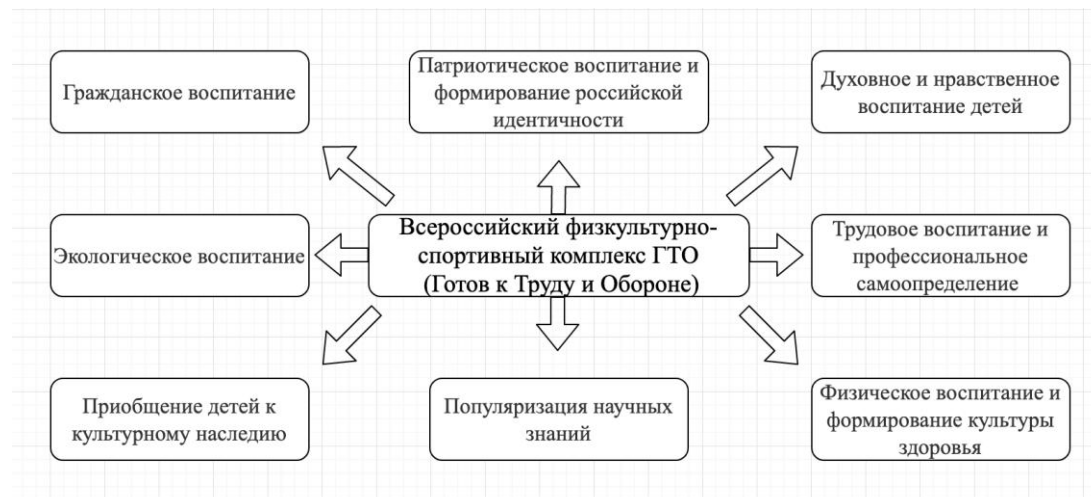 Гражданское воспитание
Патриотическое воспитание и
формирование российской
идентичности
Духовное и нравственное
воспитание детей
Экологическое воспитание
Всероссийский физкультурно-
спортивный комплекс ГТО
(Готов к Труду и Обороне)
Трудовое воспитание и
профессиональное
самоопределение
Приобщение детей к
культурному наследию
Популяризация научных
знаний
Физическое воспитание и
формирование культуры
здоровья